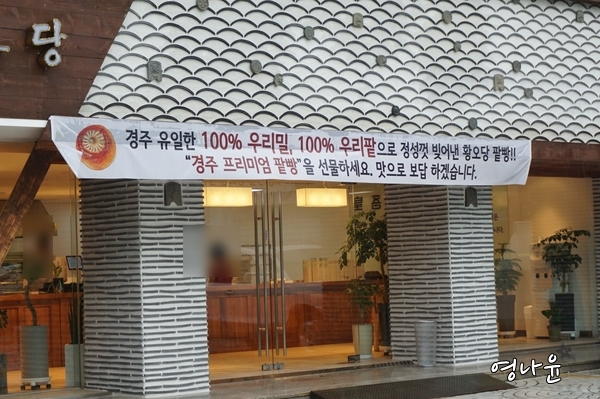 당
경주 유일한 100% 우리밀, 100% 우리팥으로 정성껏 빚어낸 황오당 팥빵!!
"경주 프리미엄 팥빵"을 선물하세요. 맛으로 보답 하겠습니다.
영나윤